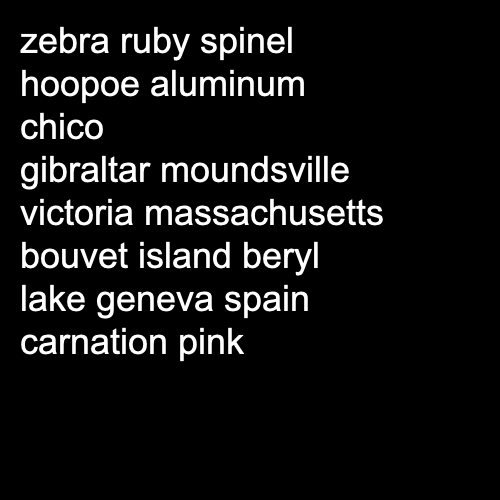 zebra ruby spinel
hoopoe aluminum
chico
gibraltar moundsville
victoria massachusetts
bouvet island beryl
lake geneva spain
carnation pink